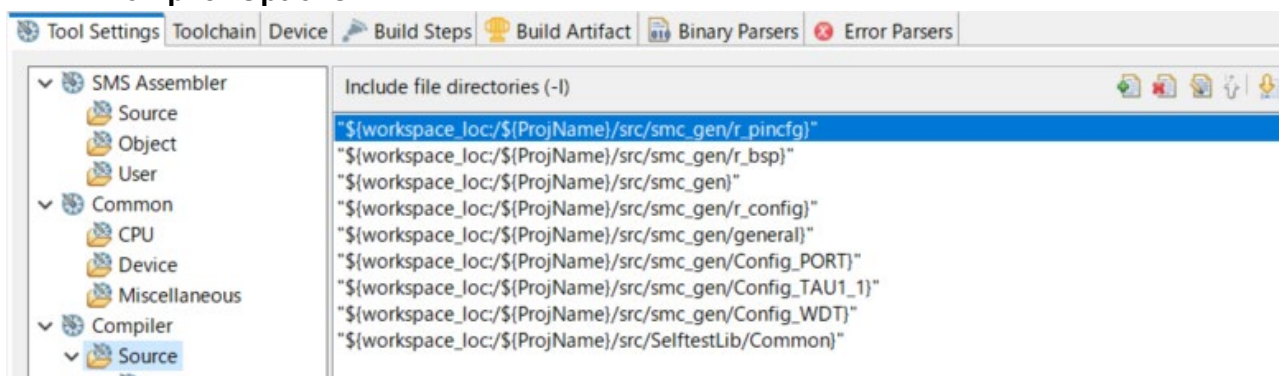 Tool Settings Toolchain Device Build Steps Build Artifact Binary Parsers Error Parsers
SMS Assembler
Source
Object
User
Common
CPU
Device
Miscellaneous
Compiler
Source
Include file directories (-I)
"${workspace_loc:/${ProjName}/src/smc_gen/r_pincfg}"
"${workspace_loc:/${ProjName}/src/smc_gen/r_bsp}"
"${workspace_loc:/${ProjName}/src/smc_gen}"
"${workspace_loc:/${ProjName}/src/smc_gen/r_config}"
"${workspace_loc:/${ProjName}/src/smc_gen/general}"
"${workspace_loc:/${ProjName}/src/smc_gen/Config_PORT}"
"${workspace_loc:/${ProjName}/src/smc_gen/Config_TAU1_1}"
"${workspace_loc:/${ProjName}/src/smc_gen/Config_WDT}"
"${workspace_loc:/${ProjName}/src/SelftestLib/Common}"